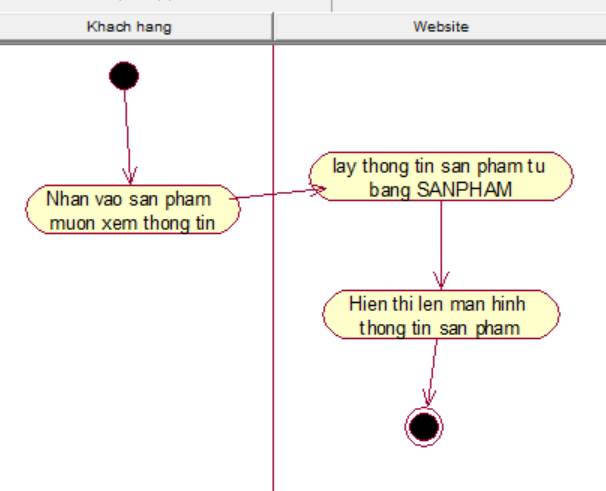 Khach hang
Website
Nhan vao san pham
muon xem thong tin
lay thong tin san pham tu
bang SANPHAM
Hien thi len man hinh
thong tin san pham